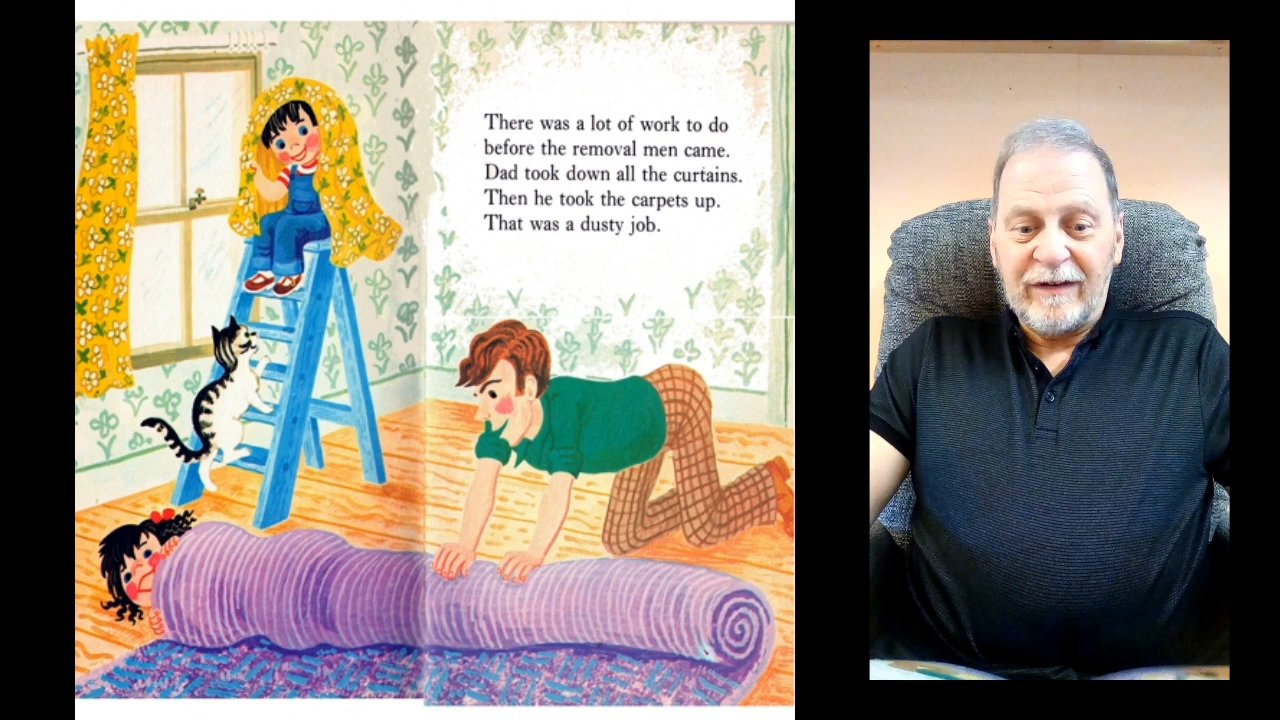 There was a lot of work to do
before the removal men came.
Dad took down all the curtains.
Then he took the carpets up.
That was a dusty job.